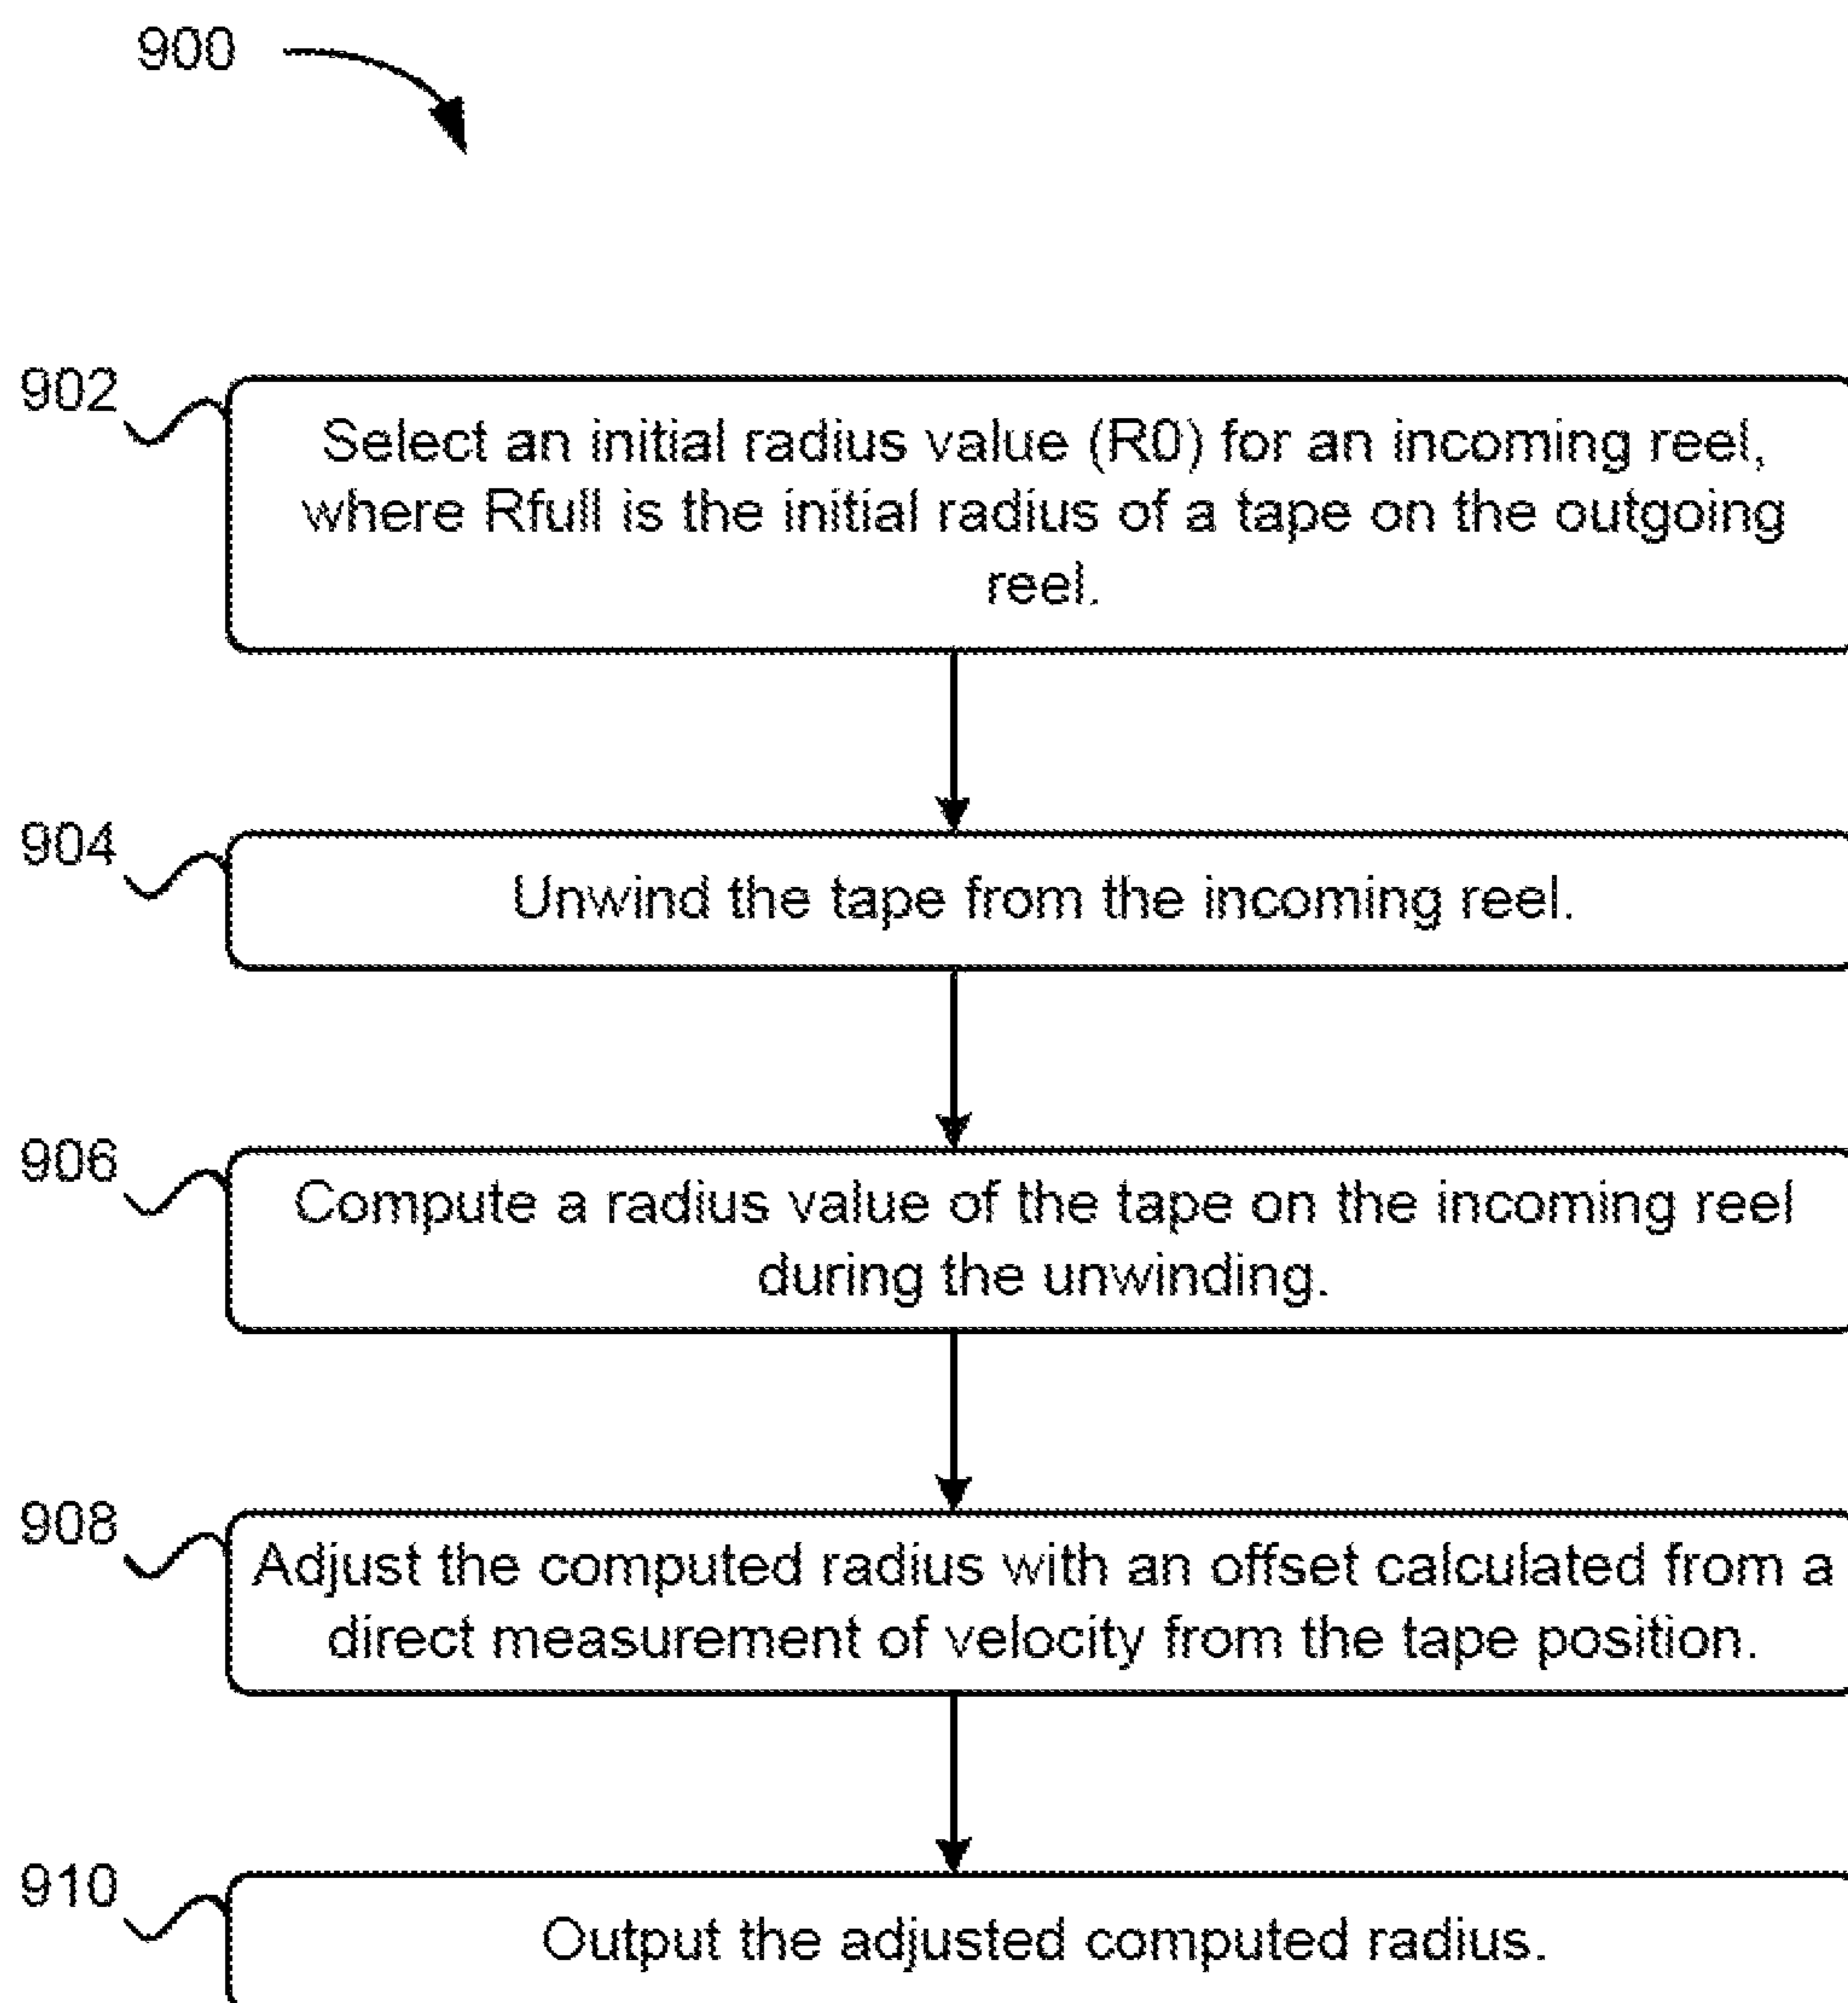 900
902
Select an initial radius value (R0) for an incoming reel,
where Rfull is the initial radius of a tape on the outgoing
reel.
904
Unwind the tape from the incoming reel.
906
Compute a radius value of the tape on the incoming reel
during the unwinding.
908
Adjust the computed radius with an offset calculated from a
direct measurement of velocity from the tape position.
910
Output the adjusted computed radius.